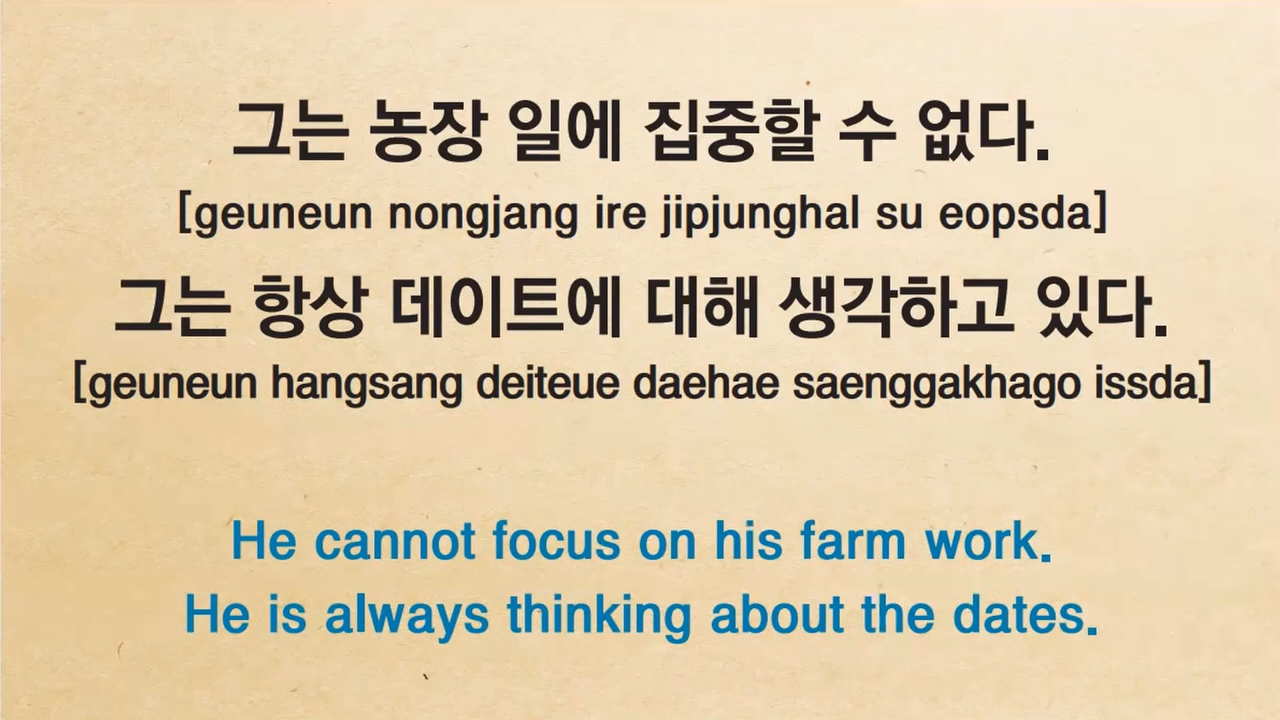 그는 농장 일에 집중할 수 없다.
[geuneun nongjang ire jipjunghal su eopsda]
그는 항상 데이트에 대해 생각하고 있다.
[geuneun hangsang deiteue daehae saenggakhago issda]
He cannot focus on his farm work.
He is always thinking about the dates.